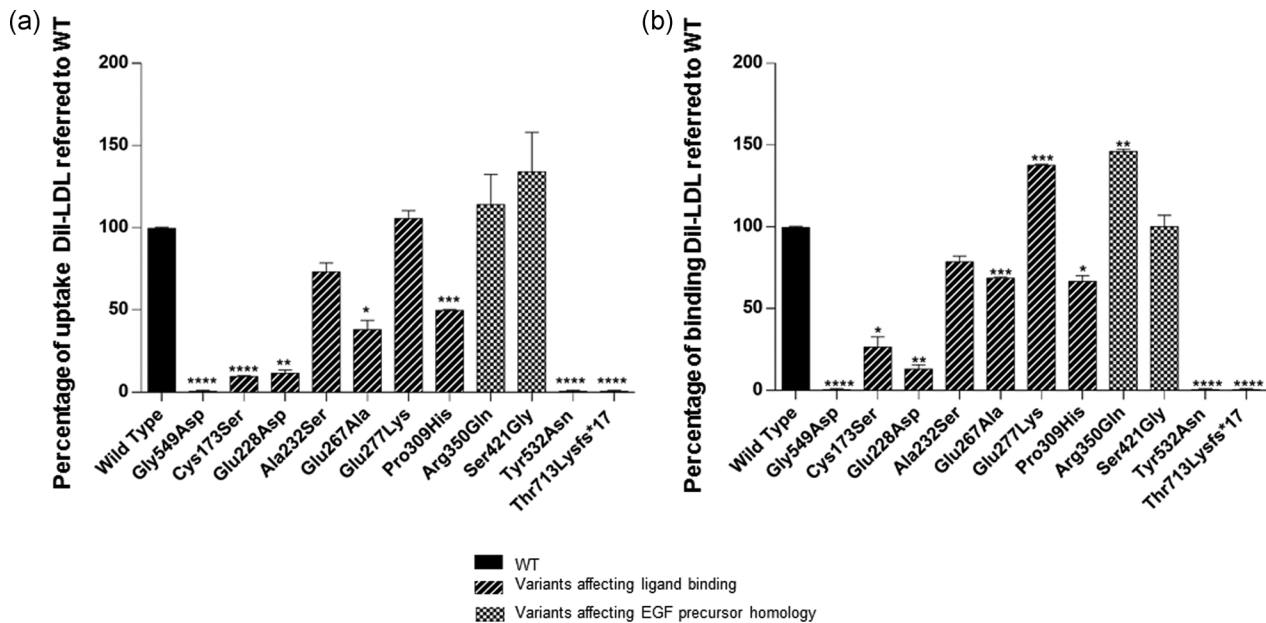 (a)
Percentage of uptake Dil-LDL referred to WT
200
150
100
50
0
****
****
**
*
***
****
****
Wild Type
Gly549Asp
Cys173Ser
Glu228Asp
Ala232Ser
Glu267Ala
Glu277Lys
Pro309His
Arg350Gln
Ser421Gly
Tyr532Asn
Thr713Lysfs*17
(b)
Percentage of binding Dil-LDL referred to WT
200
150
100
50
0
****
*
**
***
***
*
**
****
****
Wild Type
Gly549Asp
Cys173Ser
Glu228Asp
Ala232Ser
Glu267Ala
Glu277Lys
Pro309His
Arg350Gln
Ser421Gly
Tyr532Asn
Thr713Lysfs*17
WT
Variants affecting ligand binding
Variants affecting EGF precursor homology